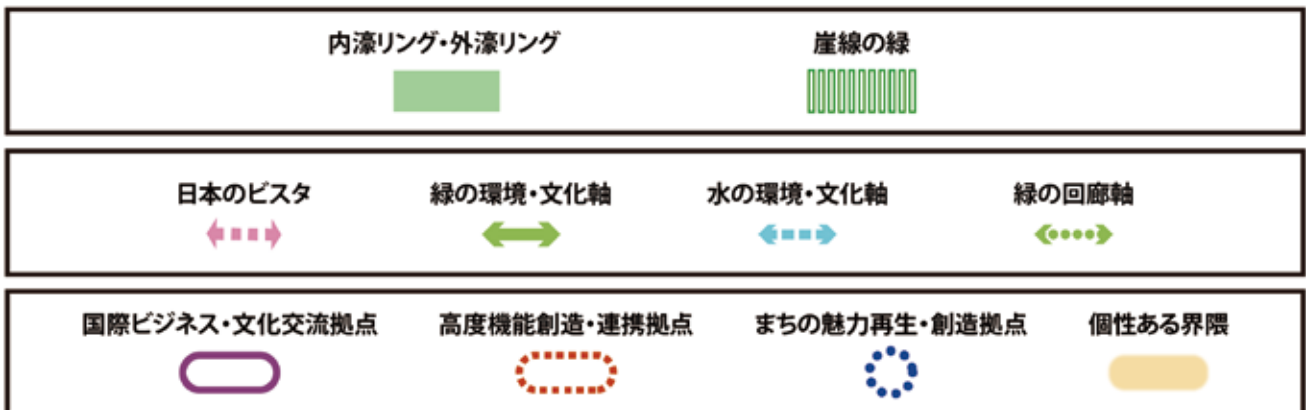 内濠リング・外濠リング 崖線の緑
日本のビスタ 緑の環境・文化軸 水の環境・文化軸 緑の回廊軸
国際ビジネス・文化交流拠点 高度機能創造・連携拠点 まちの魅力再生・創造拠点 個性ある界隈